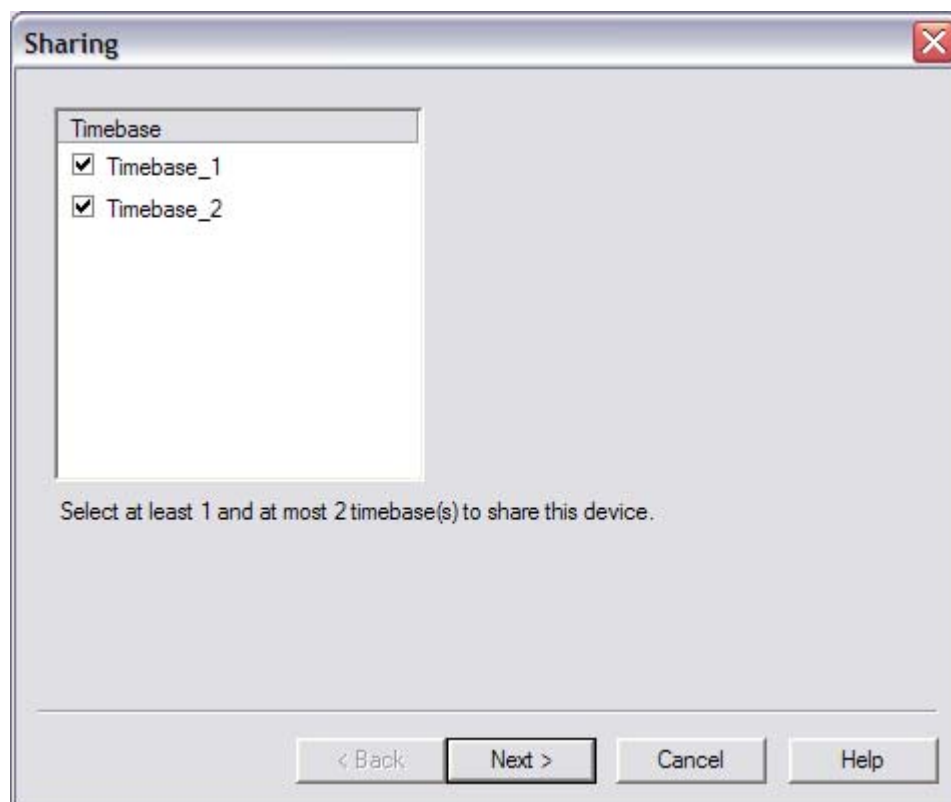 Sharing
Timebase
Timebase_1
Timebase_2
Select at least 1 and at most 2 timebase(s) to share this device.
< Back
Next >
Cancel
Help